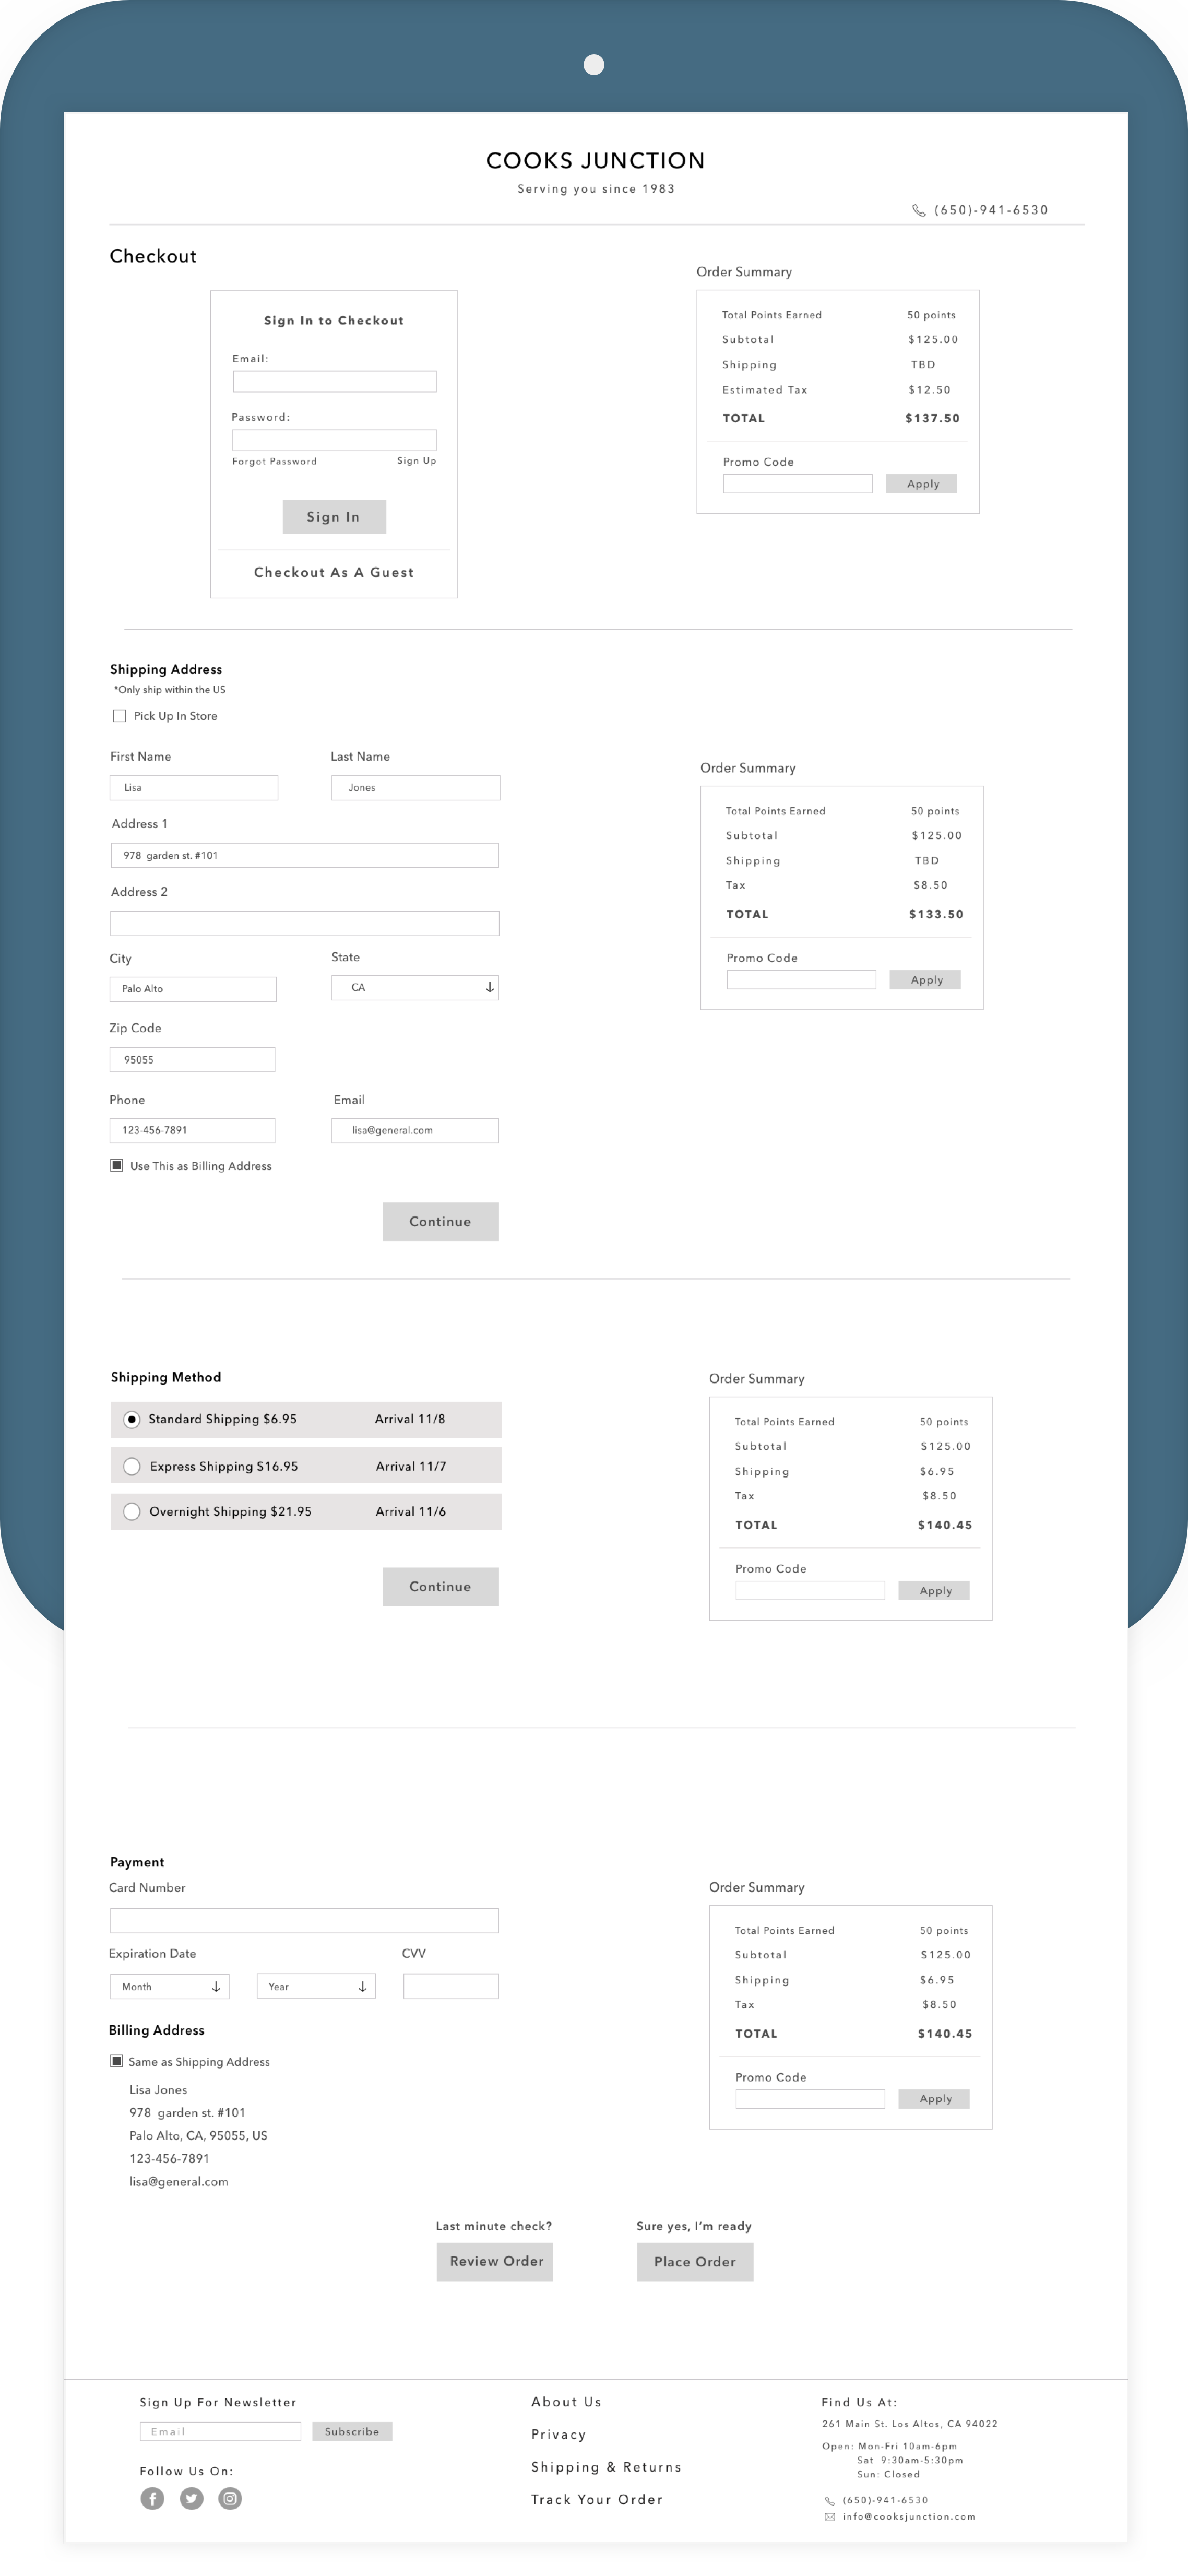 COOKS JUNCTION
Serving you since 1983
(650)-941-6530
Checkout
Sign In to Checkout
Email:
Password:
Forgot Password Sign Up
Sign In
Checkout As A Guest
Order Summary
Total Points Earned 50 points
Subtotal $125.00
Shipping TBD
Estimated Tax $12.50
TOTAL $137.50
Promo Code
Apply
Shipping Address
*Only ship within the US
Pick Up In Store
First Name Last Name
Lisa Jones
Address 1
978 garden st. #101
Address 2
City State
Palo Alto CA
Zip Code
95055
Phone Email
123-456-7891 lisa@general.com
Use This as Billing Address
Continue
Order Summary
Total Points Earned 50 points
Subtotal $125.00
Shipping TBD
Tax $8.50
TOTAL $133.50
Promo Code
Apply
Shipping Method
Standard Shipping $6.95 Arrival 11/8
Express Shipping $16.95 Arrival 11/7
Overnight Shipping $21.95 Arrival 11/6
Continue
Order Summary
Total Points Earned 50 points
Subtotal $125.00
Shipping $6.95
Tax $8.50
TOTAL $140.45
Promo Code
Apply
Payment
Card Number
Expiration Date CVV
Month Year
Billing Address
Same as Shipping Address
Lisa Jones
978 garden st. #101
Palo Alto, CA, 95055, US
123-456-7891
lisa@general.com
Order Summary
Total Points Earned 50 points
Subtotal $125.00
Shipping $6.95
Tax $8.50
TOTAL $140.45
Promo Code
Apply
Last minute check? Sure yes, I'm ready
Review Order Place Order
Sign Up For Newsletter
Email Subscribe
Follow Us On:
About Us
Privacy
Shipping & Returns
Track Your Order
Find Us At:
261 Main St. Los Altos, CA 94022
Open: Mon-Fri 10am-6pm
Sat 9:30am-5:30pm
Sun: Closed
(650)-941-6530
info@cooksjunction.com